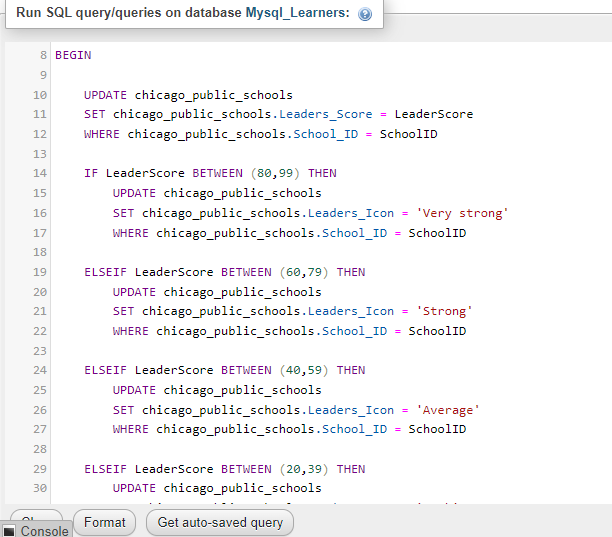 Run SQL query/queries on database Mysql_Learners:
8 BEGIN
9
10 UPDATE chicago_public_schools
11 SET chicago_public_schools.Leaders_Score = LeaderScore
12 WHERE chicago_public_schools.School_ID = SchoolID
13
14 IF LeaderScore BETWEEN (80,99) THEN
15 UPDATE chicago_public_schools
16 SET chicago_public_schools.Leaders_Icon = 'Very strong'
17 WHERE chicago_public_schools.School_ID = SchoolID
18
19 ELSEIF LeaderScore BETWEEN (60,79) THEN
20 UPDATE chicago_public_schools
21 SET chicago_public_schools.Leaders_Icon = 'Strong'
22 WHERE chicago_public_schools.School_ID = SchoolID
23
24 ELSEIF LeaderScore BETWEEN (40,59) THEN
25 UPDATE chicago_public_schools
26 SET chicago_public_schools.Leaders_Icon = 'Average'
27 WHERE chicago_public_schools.School_ID = SchoolID
28
29 ELSEIF LeaderScore BETWEEN (20,39) THEN
30 UPDATE chicago_public_schools
Format Get auto-saved query
Console